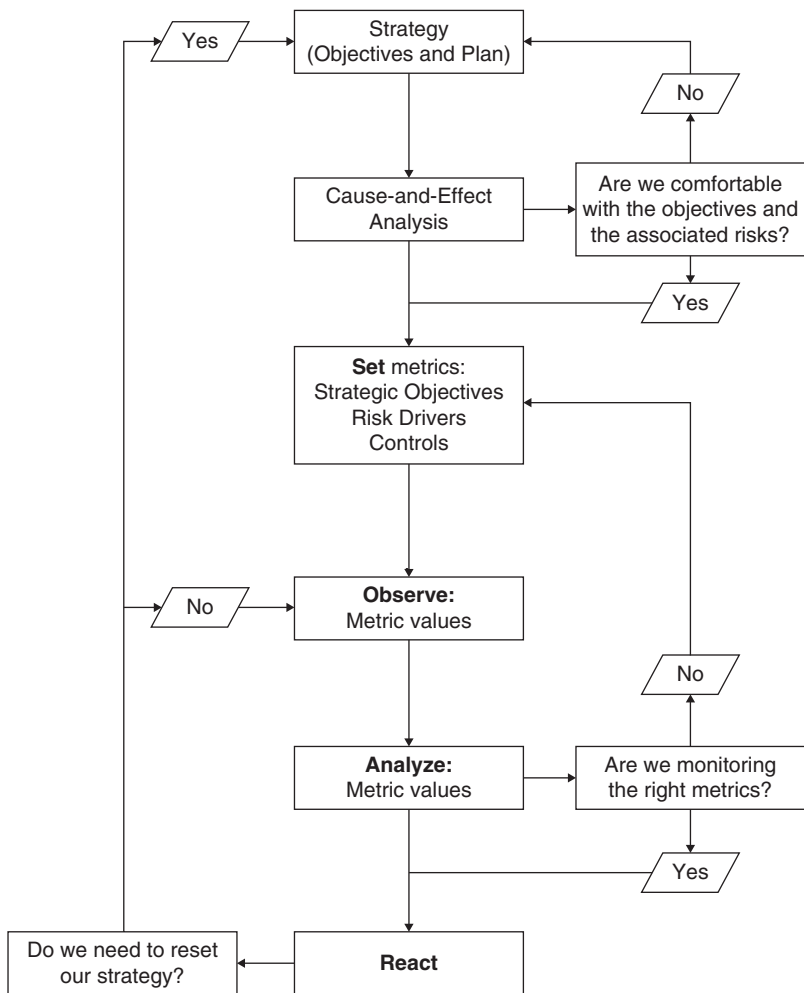 Yes
Strategy
(Objectives and Plan)
No
Cause-and-Effect
Analysis
Are we comfortable
with the objectives and
the associated risks?
Yes
Set metrics:
Strategic Objectives
Risk Drivers
Controls
No
Observe:
Metric values
No
Analyze:
Metric values
Are we monitoring
the right metrics?
Yes
Do we need to reset
our strategy?
React